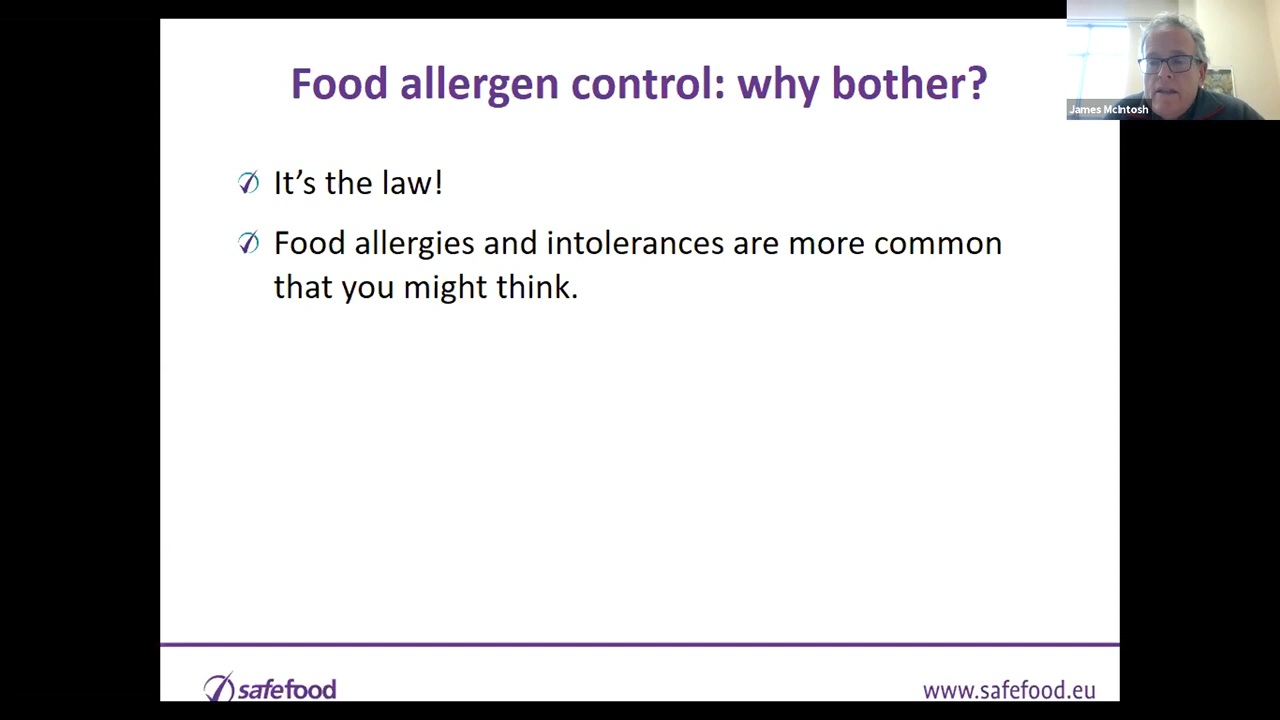 Food allergen control: why bother?
James McIntosh
It’s the law!
Food allergies and intolerances are more common
that you might think.
safefood
www.safefood.eu